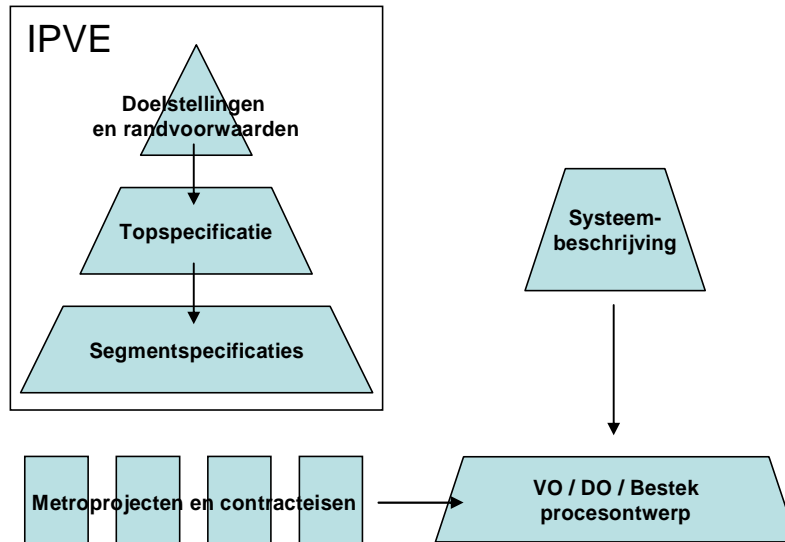 IPVE
Doelstellingen
en randvoorwaarden
Topspecificatie
Segmentspecificaties
Systeem-
beschrijving
Metroprojecten en contracteisen
VO / DO / Bestek
procesontwerp